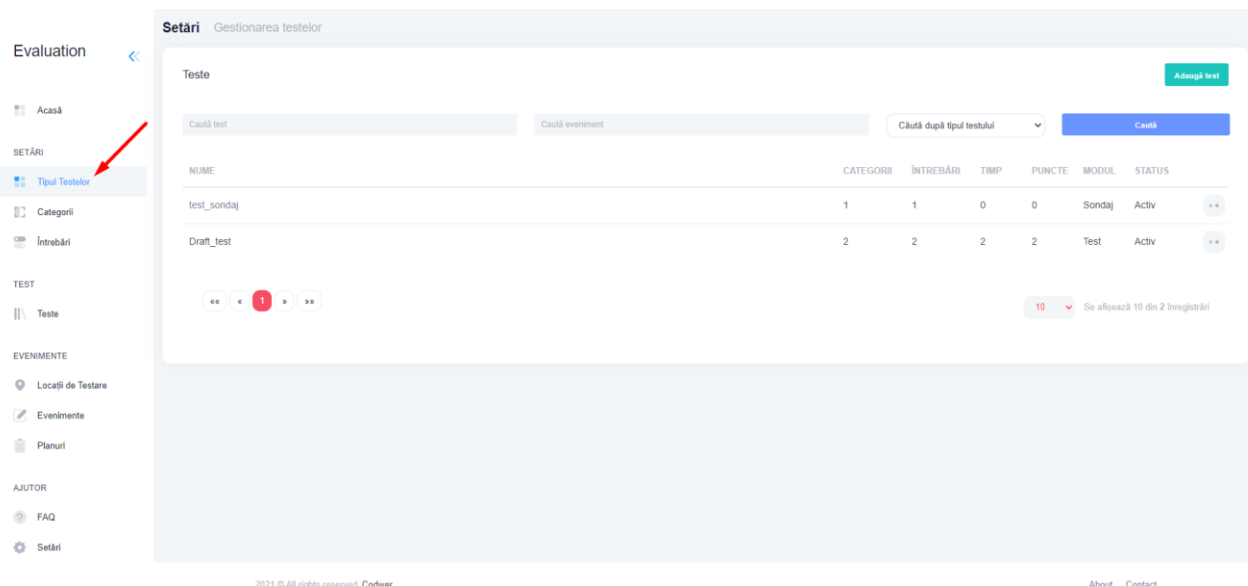 Setări Gestionarea testelor
Evaluation
Acasă
SETĂRI
Tipul Testelor
Categorii
Întrebări
TEST
Teste
EVENIMENTE
Locații de Testare
Evenimente
Planuri
AJUTOR
FAQ
Setări
Teste
Adaugă test
Caută test
Caută eveniment
Căută după tipul testului
Caută
NUME CATEGORII ÎNTREBĂRI TIMP PUNCTE MODUL STATUS
test_sondaj 1 1 0 0 Sondaj Activ
Draft_test 2 2 2 2 Test Activ
«« « 1 » »»
10 Se afișează 10 din 2 înregistrări
2021 © All rights reserved. Codwer
About Contact